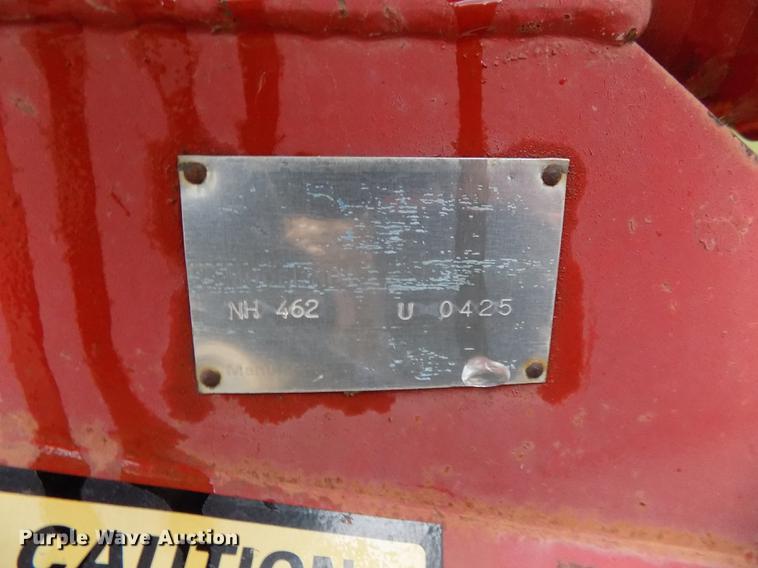 NH 462 U 0425
CAUTION
Purple Wave Auction